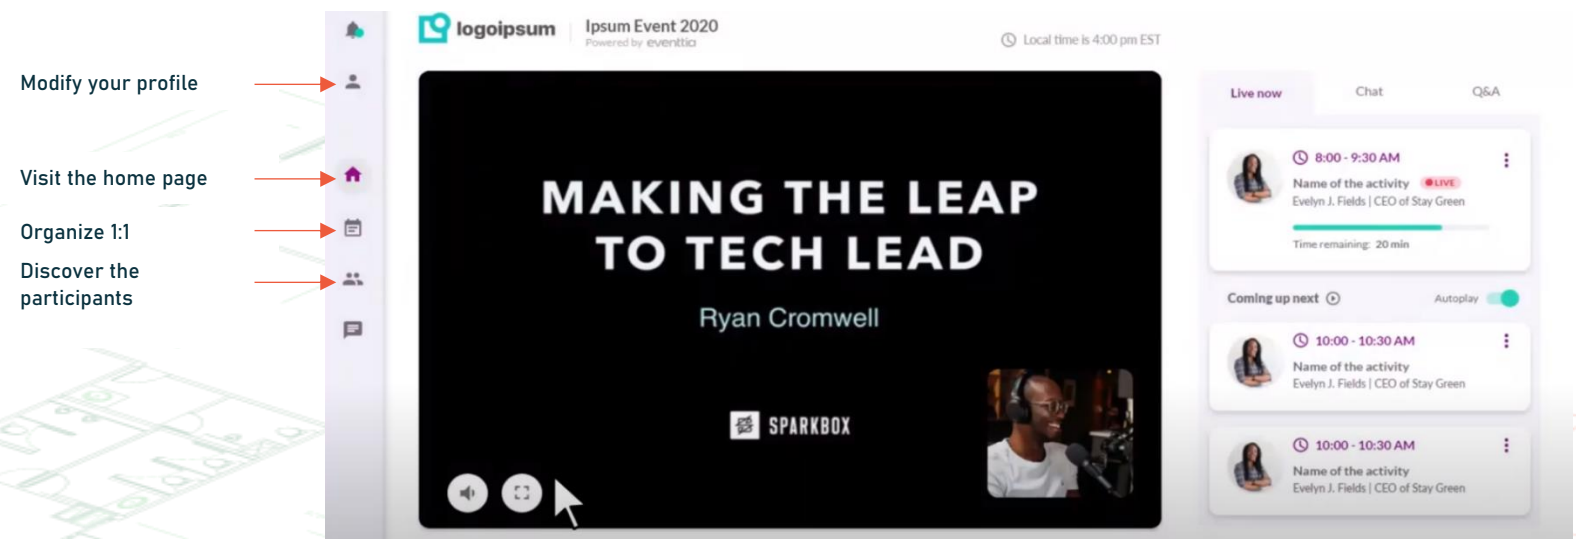 Modify your profile
Visit the home page
Organize 1:1
Discover the
participants
logoipsum
Ipsum Event 2020
Powered by eventtia
Local time is 4:00 pm EST
MAKING THE LEAP
TO TECH LEAD
Ryan Cromwell
SPARKBOX
Live now
Chat
Q&A
8:00 - 9:30 AM
Name of the activity LIVE
Evelyn J. Fields | CEO of Stay Green
Time remaining: 20 min
Coming up next
Autoplay
10:00 - 10:30 AM
Name of the activity
Evelyn J. Fields | CEO of Stay Green
10:00 - 10:30 AM
Name of the activity
Evelyn J. Fields | CEO of Stay Green